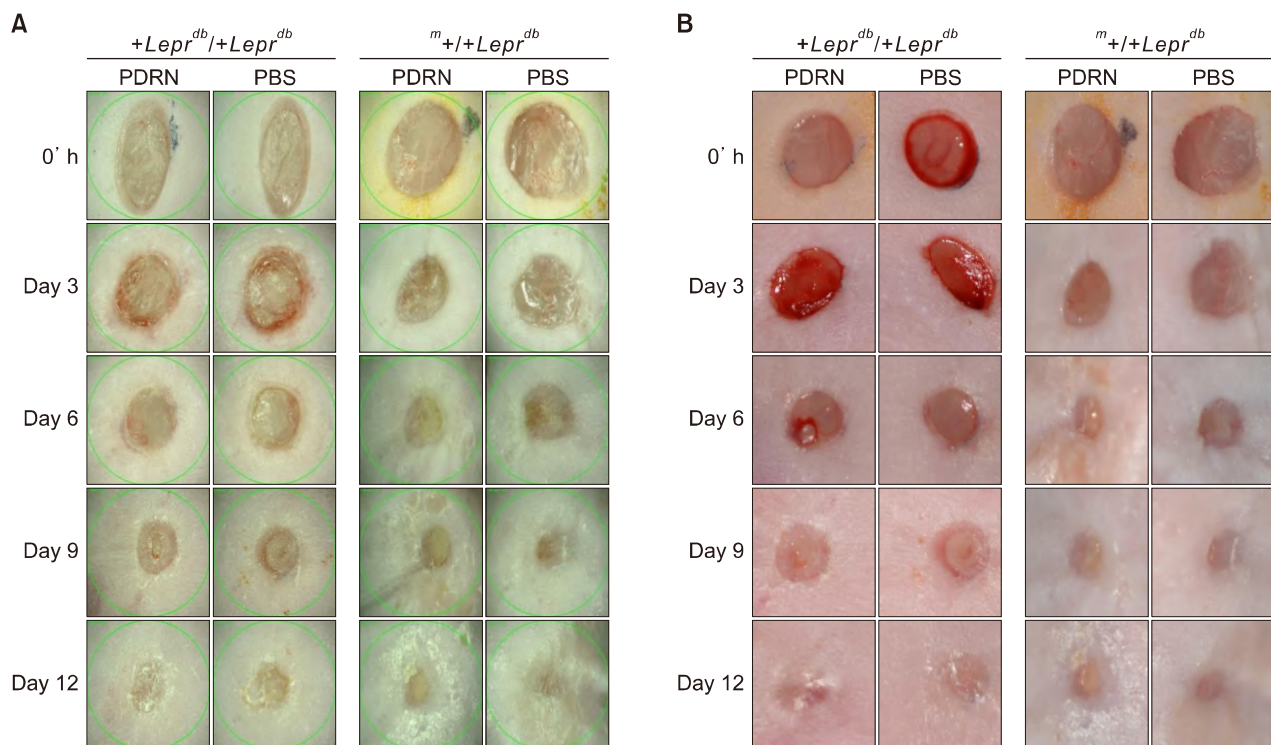 A
+Lepr^db/+Lepr^db
^m+/+Lepr^db
PDRN PBS PDRN PBS
0' h
Day 3
Day 6
Day 9
Day 12
B
+Lepr^db/+Lepr^db
^m+/+Lepr^db
PDRN PBS PDRN PBS
0' h
Day 3
Day 6
Day 9
Day 12